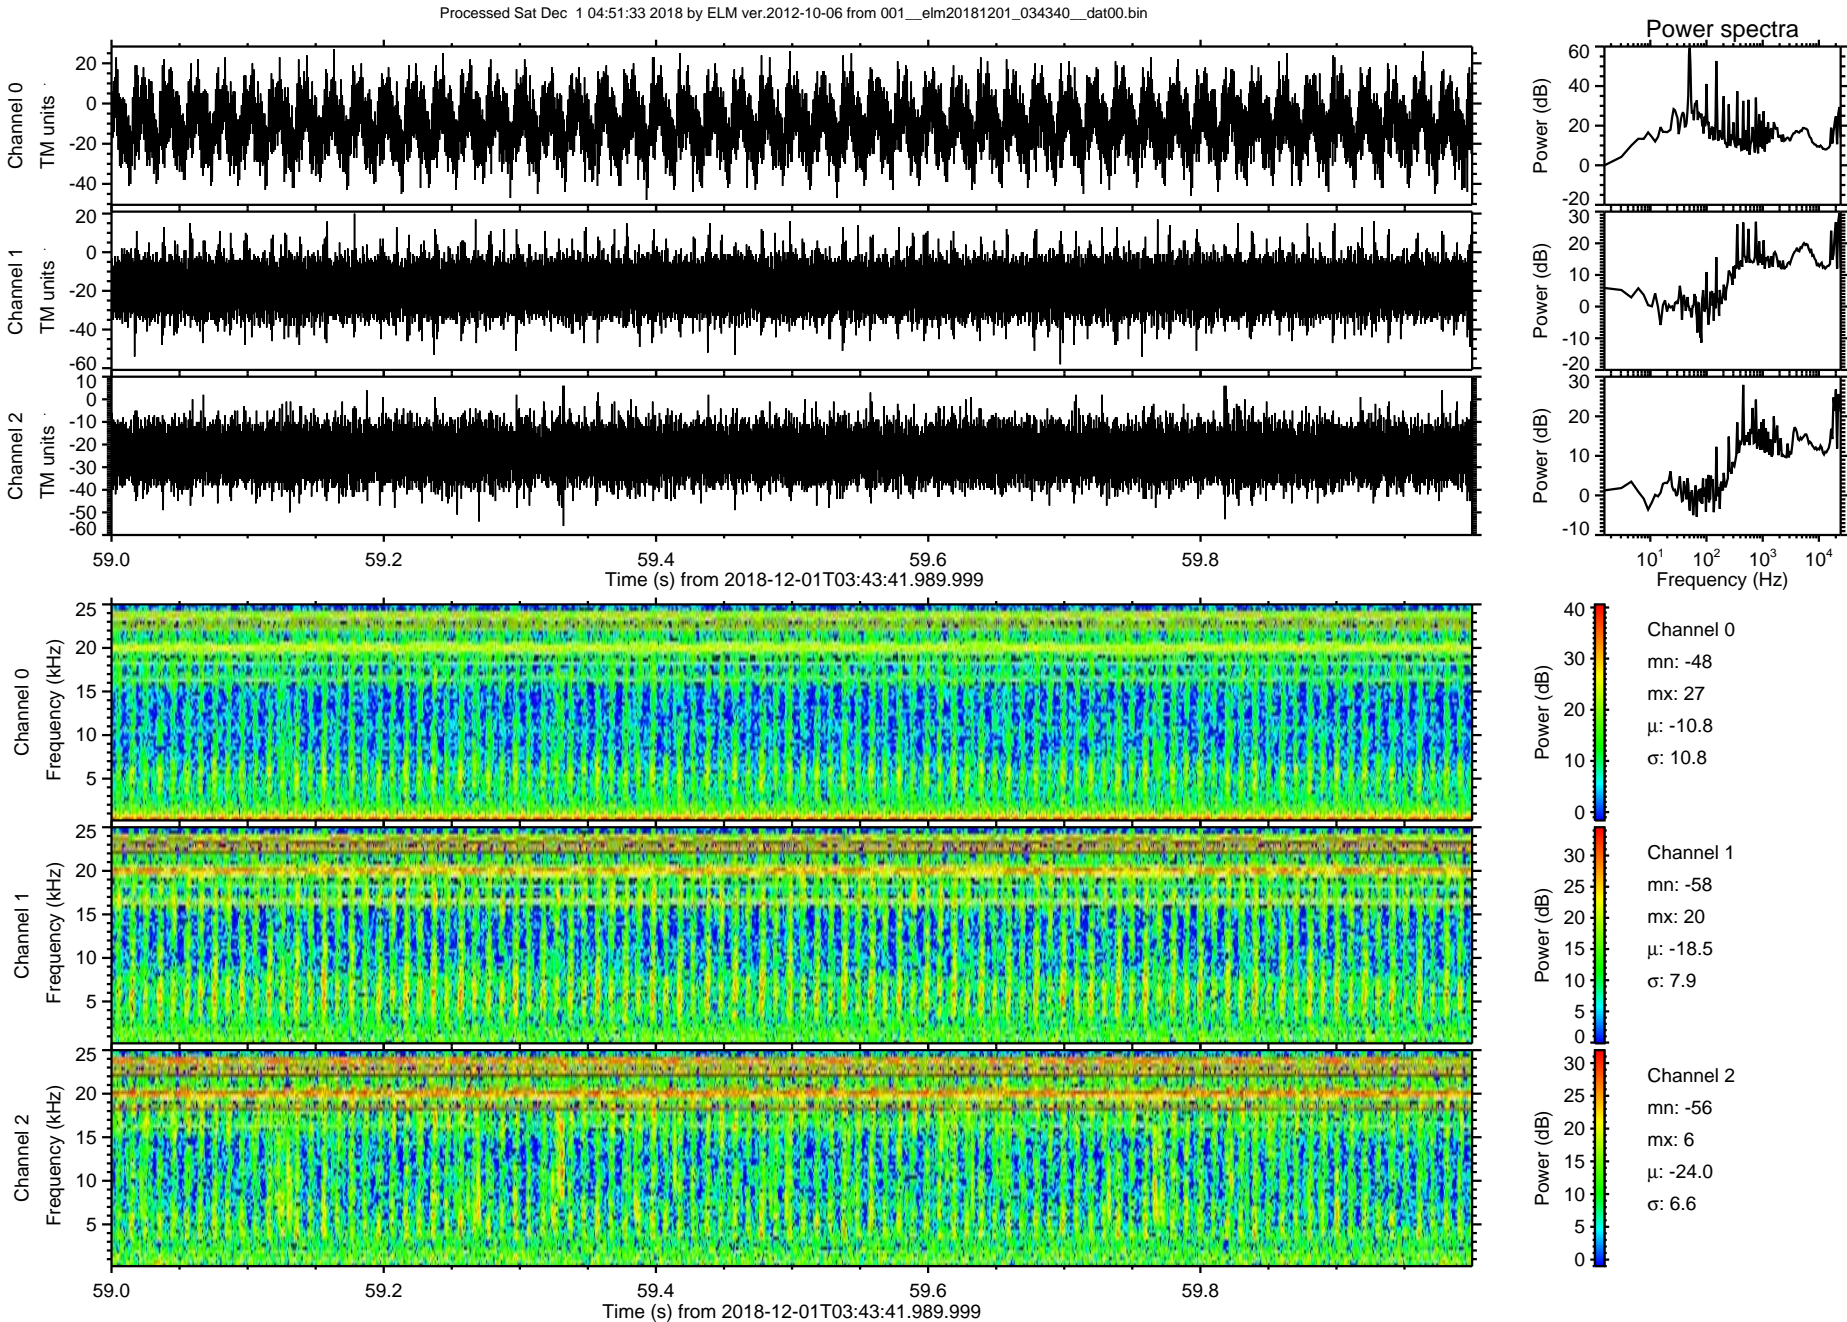 Processed Sat Dec 1 04:51:33 2018 by ELM ver.2012-10-06 from 001__elm20181201_034340__dat00.bin
Power spectra
Channel 0
TM units
20
0
-20
-40
Power (dB)
60
40
20
0
-20
Channel 1
TM units
20
0
-20
-40
-60
Power (dB)
30
20
10
0
-10
-20
Channel 2
TM units
10
0
-10
-20
-30
-40
-50
-60
Power (dB)
30
20
10
0
-10
59.0 59.2 59.4 59.6 59.8
Time (s) from 2018-12-01T03:43:41.989.999
10^1 10^2 10^3 10^4
Frequency (Hz)
Channel 0
Frequency (kHz)
25
20
15
10
5
Power (dB)
40
30
20
10
0
Channel 0
mn: -48
mx: 27
μ: -10.8
σ: 10.8
Channel 1
Frequency (kHz)
25
20
15
10
5
Power (dB)
30
25
20
15
10
5
0
Channel 1
mn: -58
mx: 20
μ: -18.5
σ: 7.9
Channel 2
Frequency (kHz)
25
20
15
10
5
Power (dB)
30
25
20
15
10
5
0
Channel 2
mn: -56
mx: 6
μ: -24.0
σ: 6.6
59.0 59.2 59.4 59.6 59.8
Time (s) from 2018-12-01T03:43:41.989.999